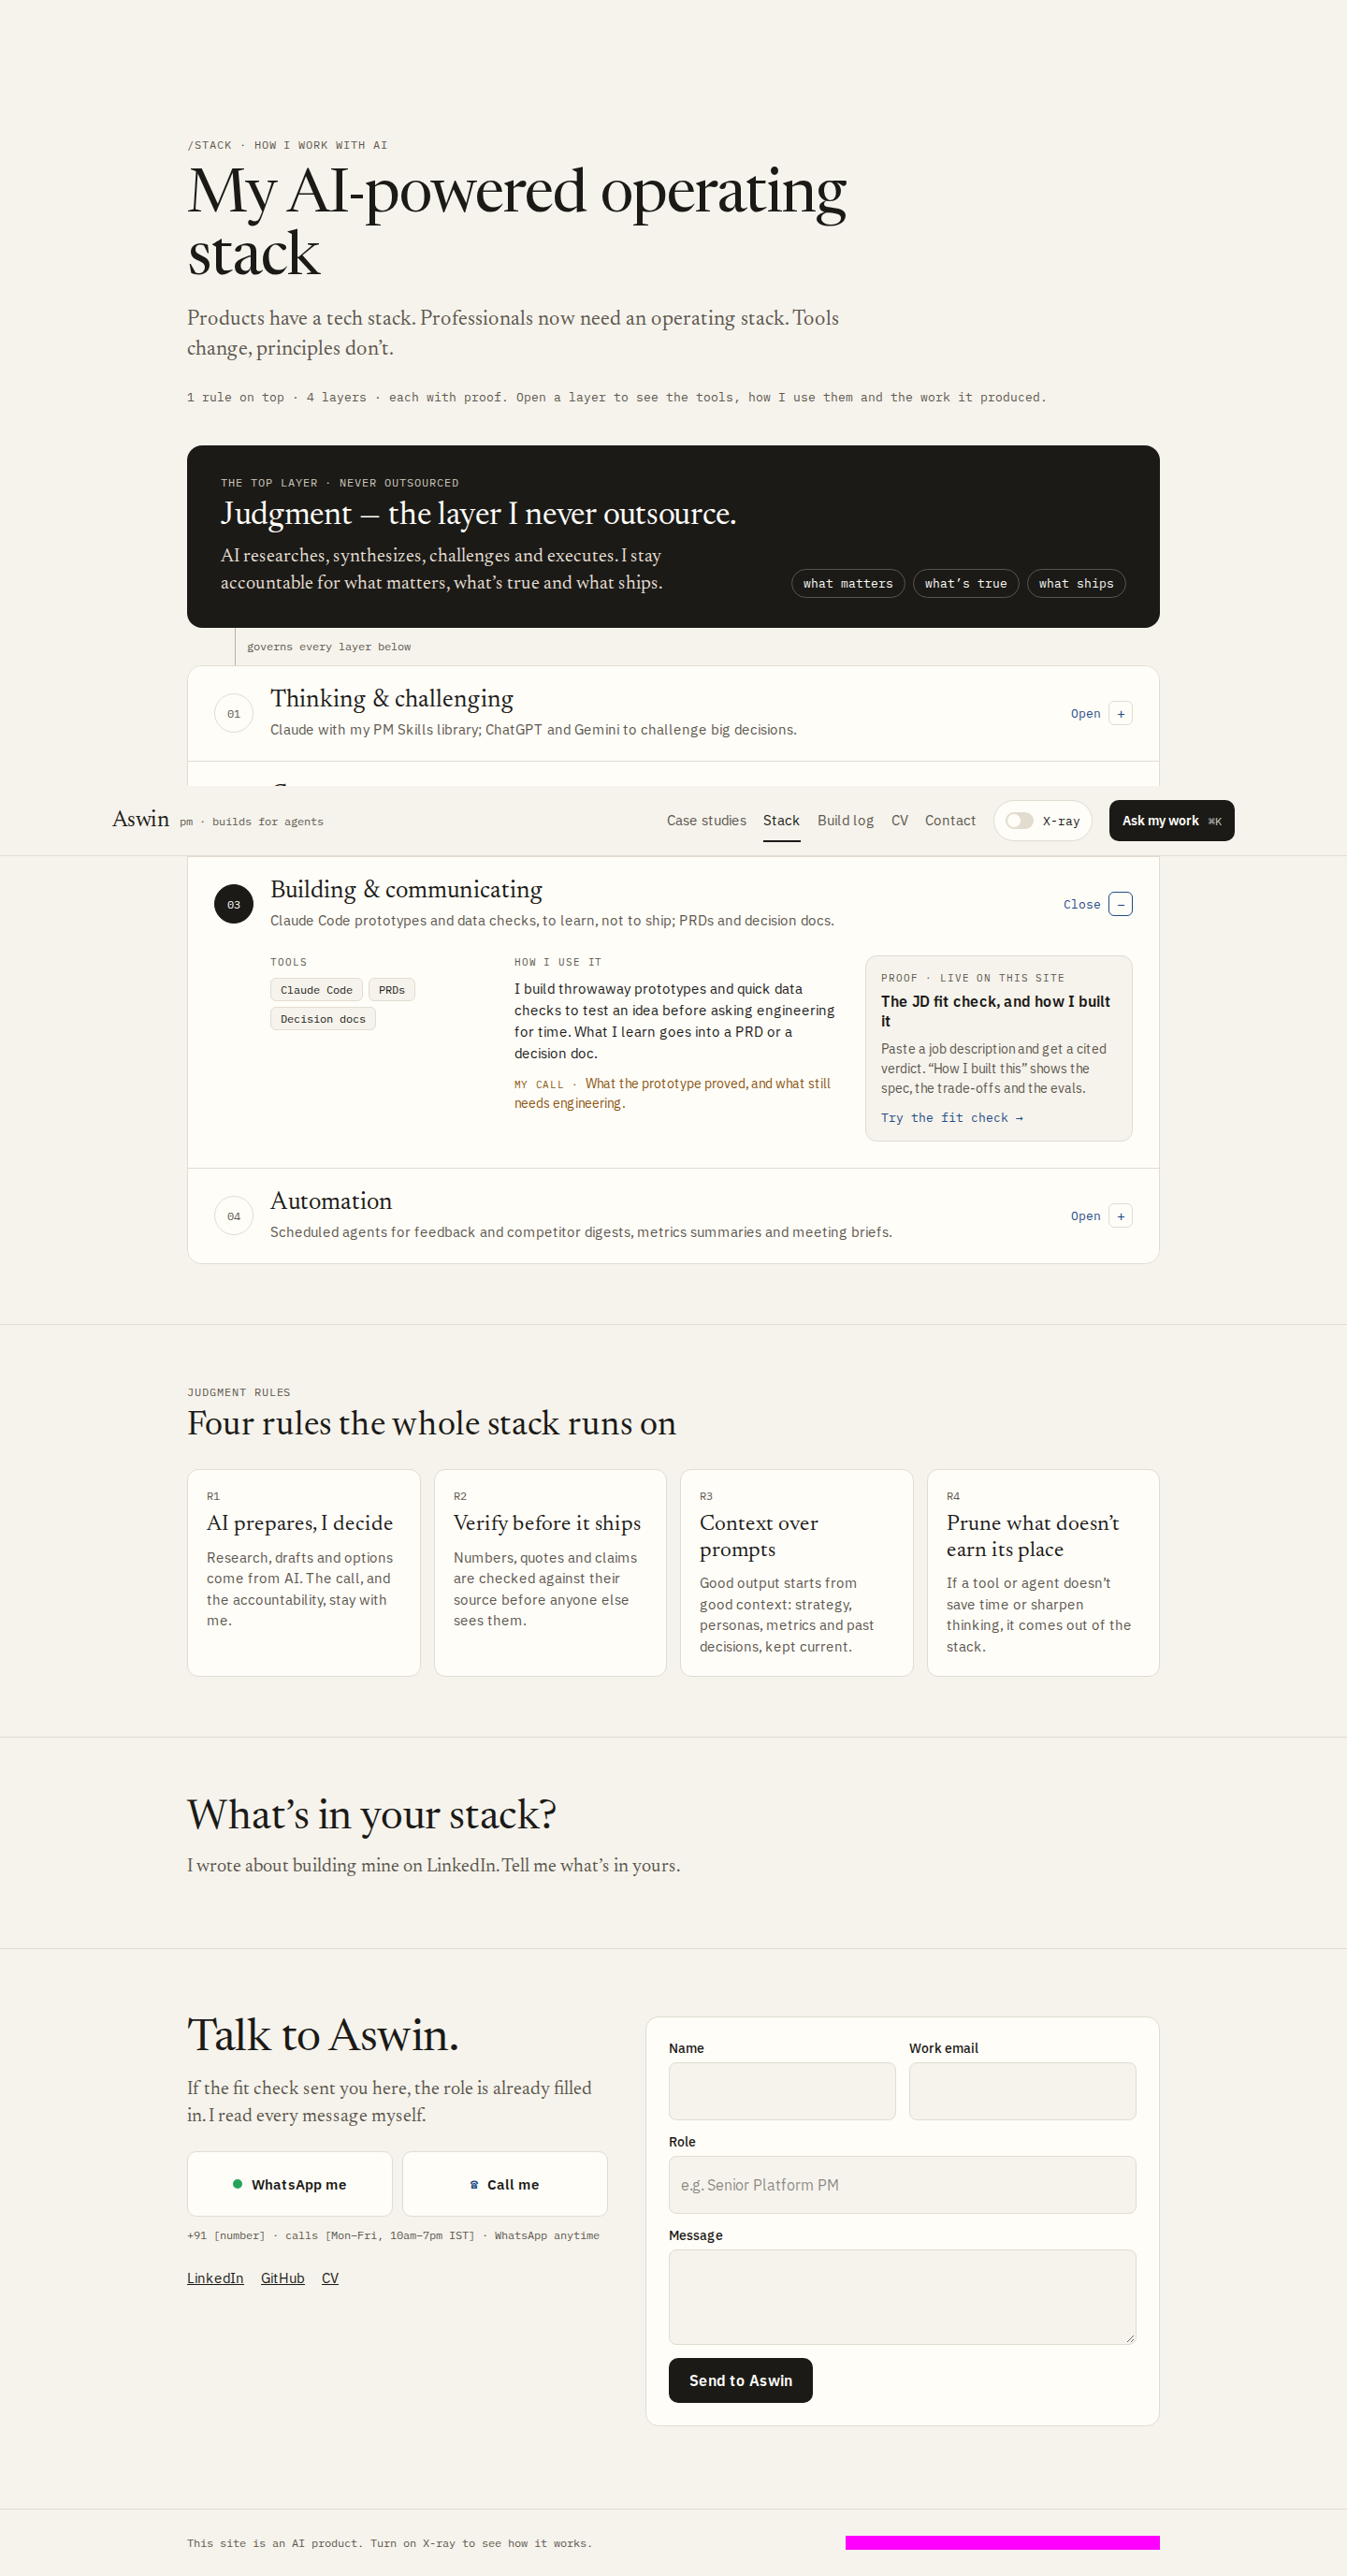 /STACK · HOW I WORK WITH AI
My AI-powered operating
stack
Products have a tech stack. Professionals now need an operating stack. Tools
change, principles don’t.
1 rule on top · 4 layers · each with proof. Open a layer to see the tools, how I use them and the work it produced.
THE TOP LAYER · NEVER OUTSOURCED
Judgment — the layer I never outsource.
AI researches, synthesizes, challenges and executes. I stay
accountable for what matters, what’s true and what ships.
what matters what’s true what ships
governs every layer below
01 Thinking & challenging
Claude with my PM Skills library; ChatGPT and Gemini to challenge big decisions.
Open +
Aswin pm · builds for agents
Case studies Stack Build log CV Contact X-ray Ask my work ⌘K
03 Building & communicating
Claude Code prototypes and data checks, to learn, not to ship; PRDs and decision docs.
Close −
TOOLS
Claude Code PRDs
Decision docs
HOW I USE IT
I build throwaway prototypes and quick data
checks to test an idea before asking engineering
for time. What I learn goes into a PRD or a
decision doc.
MY CALL · What the prototype proved, and what still
needs engineering.
PROOF · LIVE ON THIS SITE
The JD fit check, and how I built
it
Paste a job description and get a cited
verdict. “How I built this” shows the
spec, the trade-offs and the evals.
Try the fit check →
04 Automation
Scheduled agents for feedback and competitor digests, metrics summaries and meeting briefs.
Open +
JUDGMENT RULES
Four rules the whole stack runs on
R1
AI prepares, I decide
Research, drafts and options
come from AI. The call, and
the accountability, stay with
me.
R2
Verify before it ships
Numbers, quotes and claims
are checked against their
source before anyone else
sees them.
R3
Context over
prompts
Good output starts from
good context: strategy,
personas, metrics and past
decisions, kept current.
R4
Prune what doesn’t
earn its place
If a tool or agent doesn’t
save time or sharpen
thinking, it comes out of the
stack.
What’s in your stack?
I wrote about building mine on LinkedIn. Tell me what’s in yours.
Talk to Aswin.
If the fit check sent you here, the role is already filled
in. I read every message myself.
WhatsApp me ☎ Call me
+91 [number] · calls [Mon–Fri, 10am–7pm IST] · WhatsApp anytime
LinkedIn GitHub CV
Name Work email
Role
e.g. Senior Platform PM
Message
Send to Aswin
This site is an AI product. Turn on X-ray to see how it works.